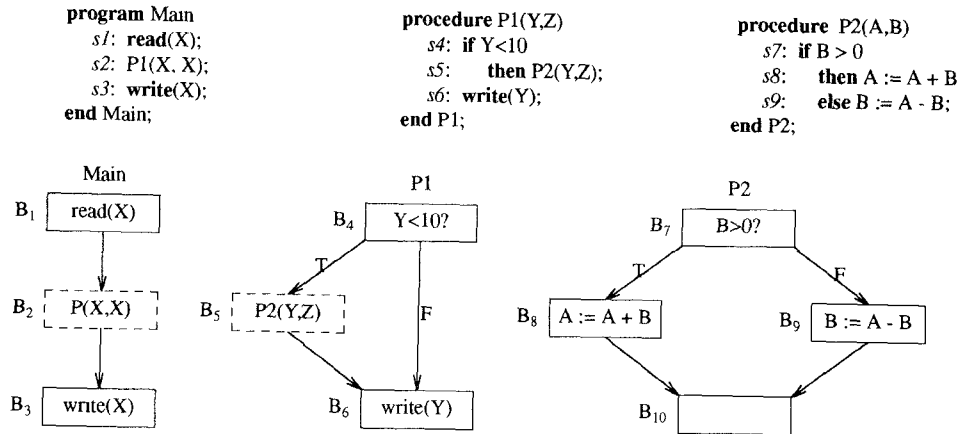 program Main
s1: read(X);
s2: P1(X, X);
s3: write(X);
end Main;
procedure P1(Y,Z)
s4: if Y<10
s5: then P2(Y,Z);
s6: write(Y);
end P1;
procedure P2(A,B)
s7: if B > 0
s8: then A := A + B
s9: else B := A - B;
end P2;
Main
B1 read(X)
B2 P(X,X)
B3 write(X)
P1
B4 Y<10?
T
F
B5 P2(Y,Z)
B6 write(Y)
P2
B7 B>0?
T
F
B8 A := A + B
B9 B := A - B
B10